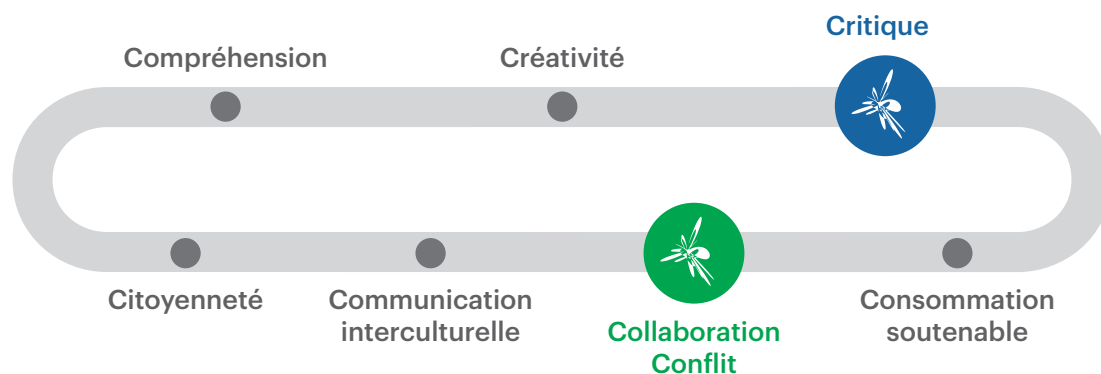 Compréhension
Créativité
Critique
Citoyenneté
Communication
interculturelle
Collaboration
Conflit
Consommation
soutenable